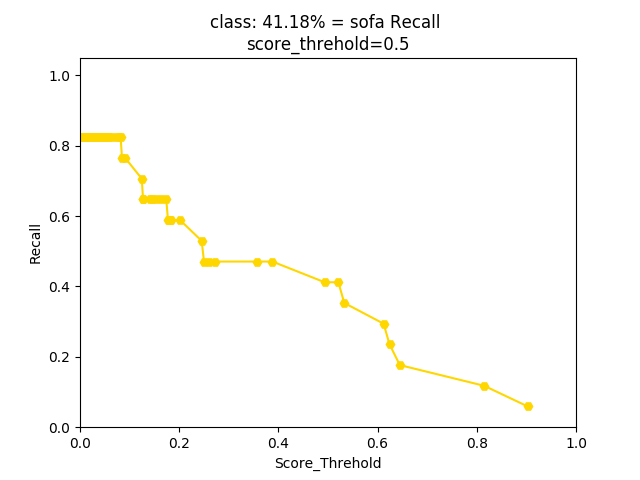 class: 41.18% = sofa Recall
score_threhold=0.5
1.0
0.8
0.6
0.4
0.2
0.0
Recall
0.0 0.2 0.4 0.6 0.8 1.0
Score_Threhold